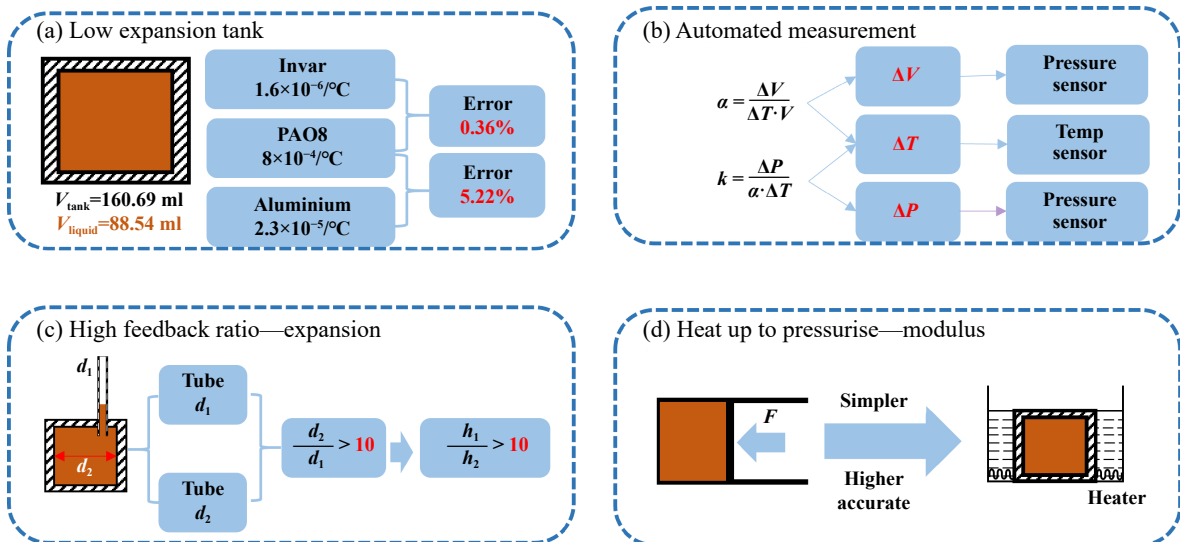 (a) Low expansion tank
Invar
1.6×10⁻⁶/°C
PAO8
8×10⁻⁴/°C
Aluminium
2.3×10⁻⁵/°C
Error
0.36%
Error
5.22%
V_tank=160.69 ml
V_liquid=88.54 ml
(b) Automated measurement
α = ΔV / ΔT·V
k = ΔP / α·ΔT
ΔV
ΔT
ΔP
Pressure
sensor
Temp
sensor
Pressure
sensor
(c) High feedback ratio—expansion
d₁
d₂
Tube
d₁
Tube
d₂
d₂ / d₁ > 10
h₁ / h₂ > 10
(d) Heat up to pressurise—modulus
F
Simpler
Higher
accurate
Heater